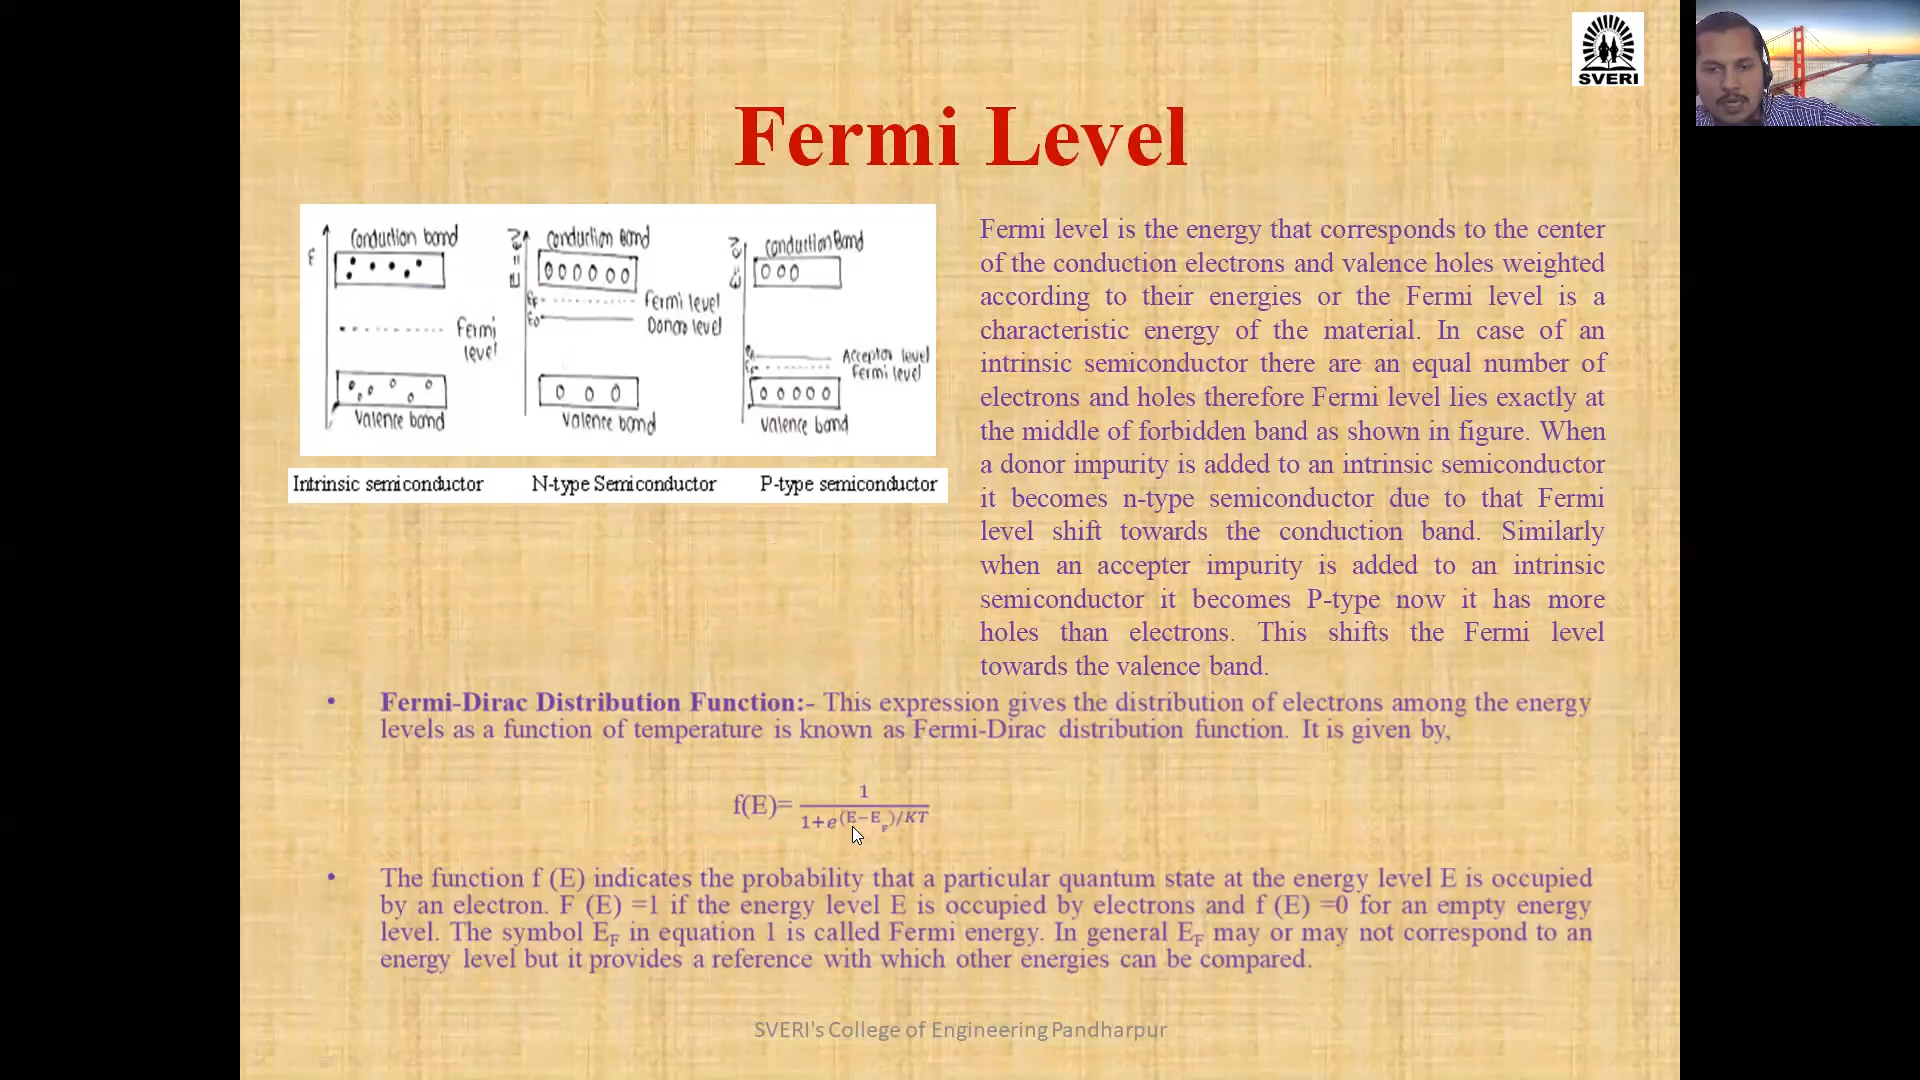 SVERI
Fermi Level
Conduction band
E
Fermi
level
Valence band
Intrinsic semiconductor
Conduction Band
Fermi level
Donor level
Valence band
N-type Semiconductor
Conduction Band
Acceptor level
Fermi level
Valence band
P-type semiconductor
Fermi level is the energy that corresponds to the center
of the conduction electrons and valence holes weighted
according to their energies or the Fermi level is a
characteristic energy of the material. In case of an
intrinsic semiconductor there are an equal number of
electrons and holes therefore Fermi level lies exactly at
the middle of forbidden band as shown in figure. When
a donor impurity is added to an intrinsic semiconductor
it becomes n-type semiconductor due to that Fermi
level shift towards the conduction band. Similarly
when an accepter impurity is added to an intrinsic
semiconductor it becomes P-type now it has more
holes than electrons. This shifts the Fermi level
towards the valence band.
• Fermi-Dirac Distribution Function:- This expression gives the distribution of electrons among the energy
levels as a function of temperature is known as Fermi-Dirac distribution function. It is given by,
f(E)= 1 / 1+e^(E−E_F)/KT
• The function f (E) indicates the probability that a particular quantum state at the energy level E is occupied
by an electron. F (E) =1 if the energy level E is occupied by electrons and f (E) =0 for an empty energy
level. The symbol E_F in equation 1 is called Fermi energy. In general E_F may or may not correspond to an
energy level but it provides a reference with which other energies can be compared.
SVERI's College of Engineering Pandharpur